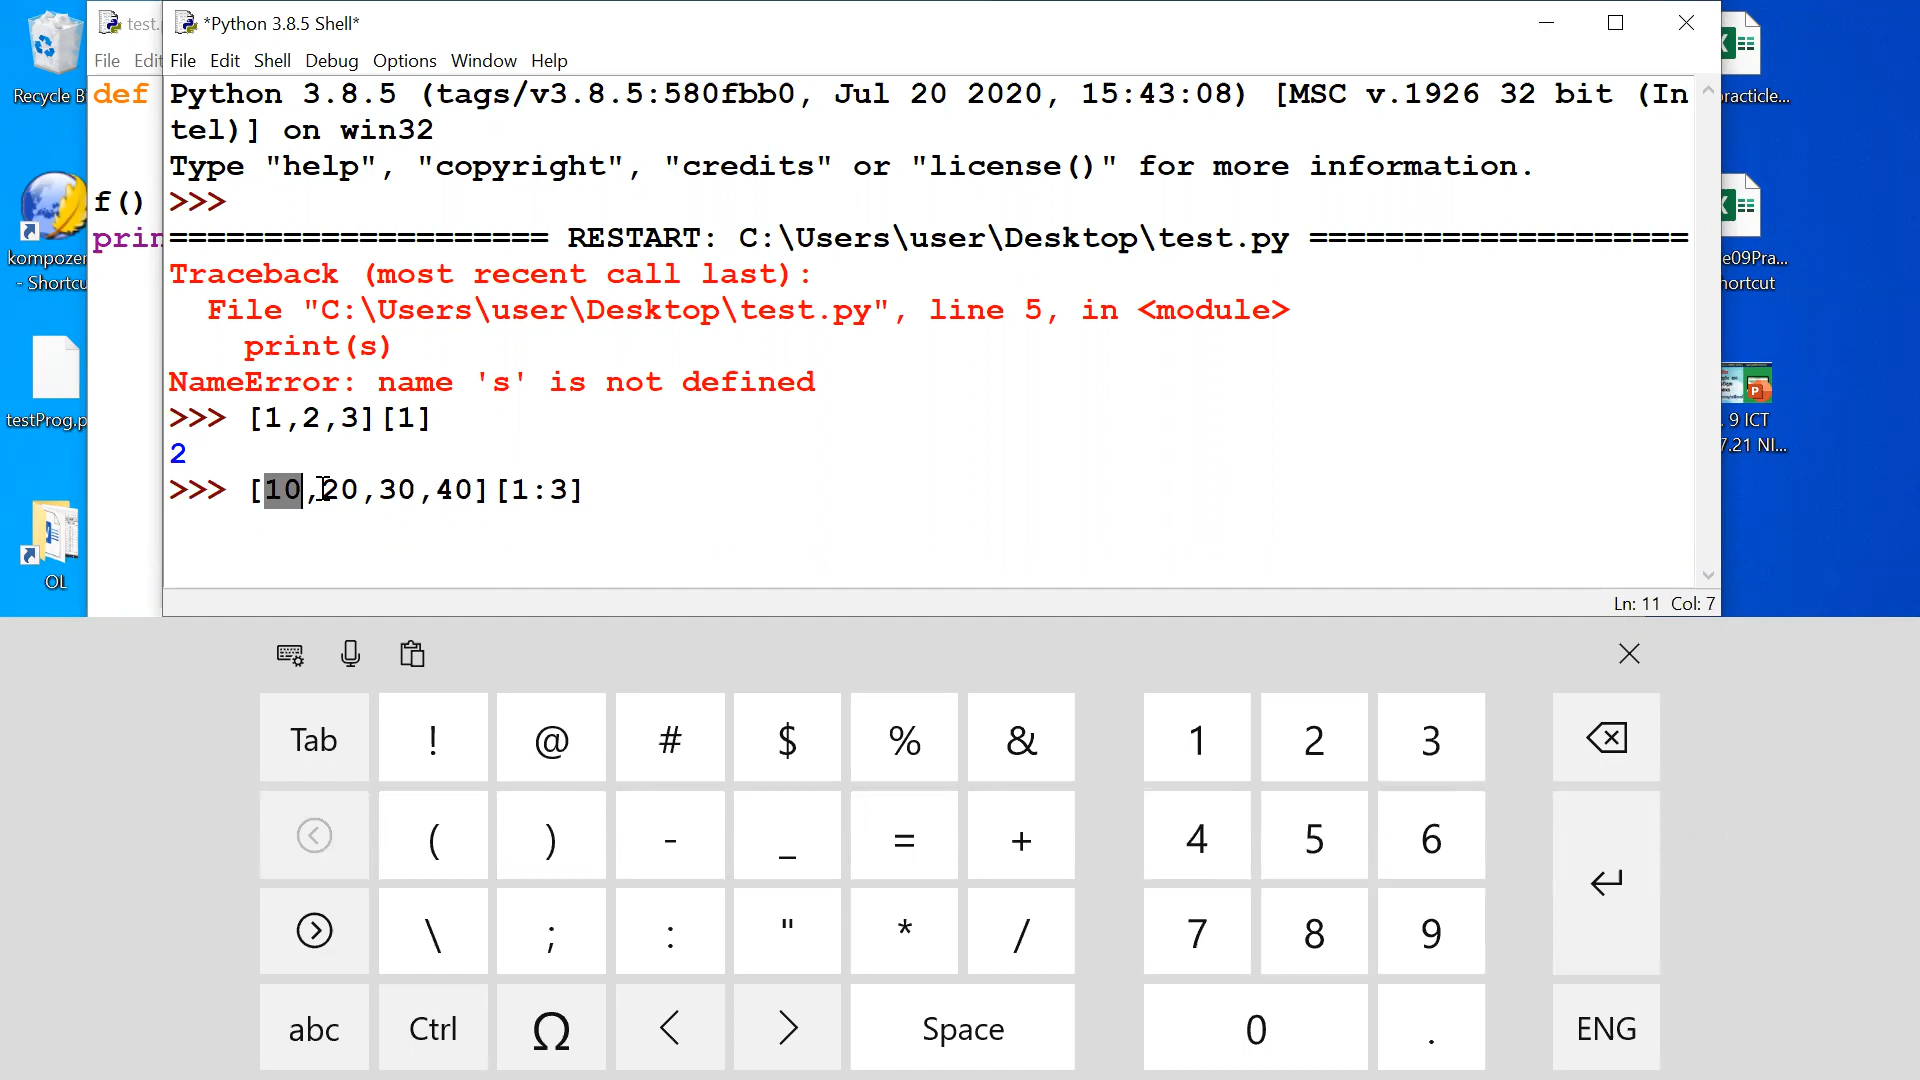 test.
*Python 3.8.5 Shell*
File Edit
File Edit Shell Debug Options Window Help
Recycle B
def
f()
prin
kompozer
- Shortcu
testProg.p
OL
Python 3.8.5 (tags/v3.8.5:580fbb0, Jul 20 2020, 15:43:08) [MSC v.1926 32 bit (In
tel)] on win32
Type "help", "copyright", "credits" or "license()" for more information.
>>>
==================== RESTART: C:\Users\user\Desktop\test.py ====================
Traceback (most recent call last):
  File "C:\Users\user\Desktop\test.py", line 5, in <module>
    print(s)
NameError: name 's' is not defined
>>> [1,2,3][1]
2
>>> [10,20,30,40][1:3]
Ln: 11 Col: 7
racticle...
e09Pra...
hortcut
9 ICT
7.21 NI...
Tab ! @ # $ % & 1 2 3
( ) - _ = + 4 5 6
\ ; : " * / 7 8 9
abc Ctrl Ω < > Space 0 . ENG